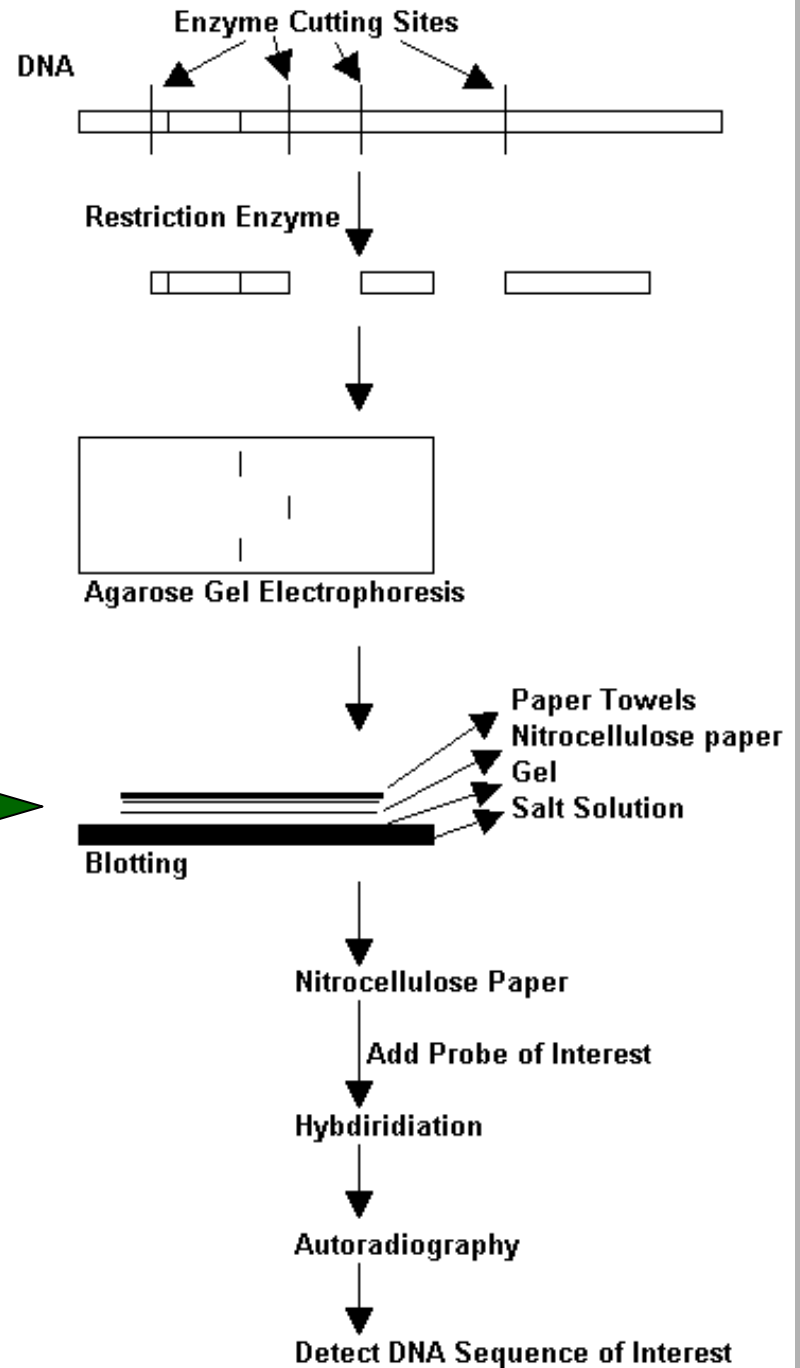 Enzyme Cutting Sites
DNA
Restriction Enzyme
Agarose Gel Electrophoresis
Paper Towels
Nitrocellulose paper
Gel
Salt Solution
Blotting
Nitrocellulose Paper
Add Probe of Interest
Hybdiridiation
Autoradiography
Detect DNA Sequence of Interest